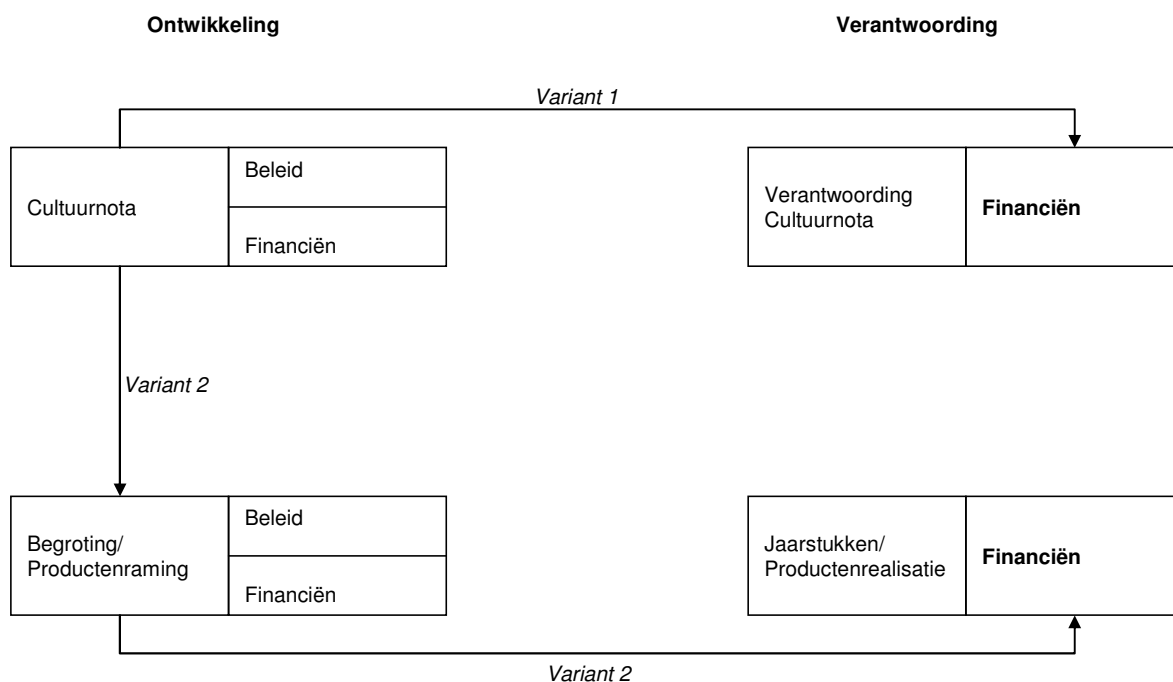 Ontwikkeling
Verantwoording
Variant 1
Cultuurnota
Beleid
Financiën
Verantwoording
Cultuurnota
Financiën
Variant 2
Begroting/
Productenraming
Beleid
Financiën
Jaarstukken/
Productenrealisatie
Financiën
Variant 2